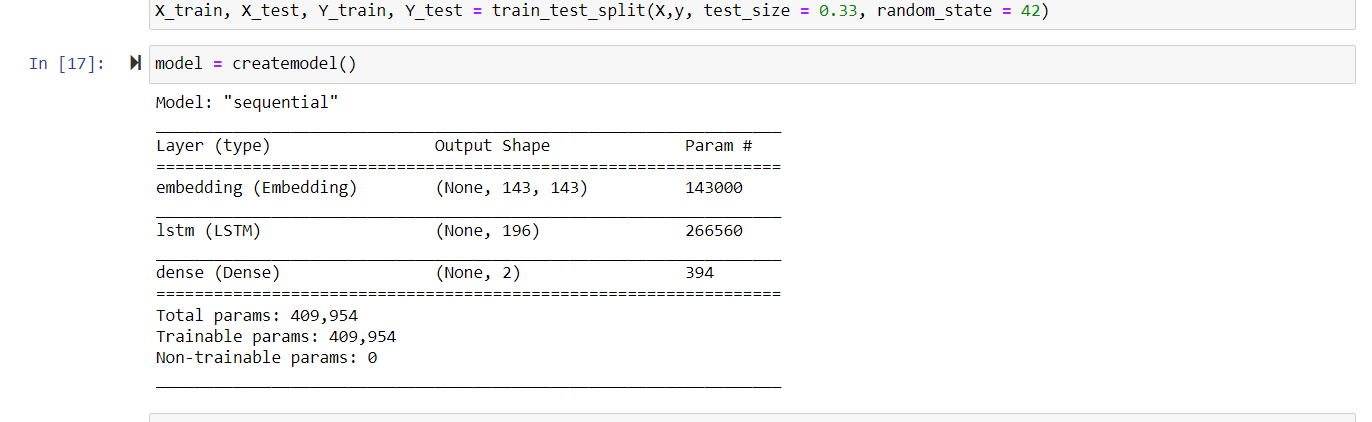 X_train, X_test, Y_train, Y_test = train_test_split(X,y, test_size = 0.33, random_state = 42)
In [17]: model = createmodel()
Model: "sequential"
_________________________________________________________________
Layer (type)                 Output Shape              Param #
=================================================================
embedding (Embedding)        (None, 143, 143)          143000
_________________________________________________________________
lstm (LSTM)                  (None, 196)               266560
_________________________________________________________________
dense (Dense)                (None, 2)                 394
=================================================================
Total params: 409,954
Trainable params: 409,954
Non-trainable params: 0
_________________________________________________________________